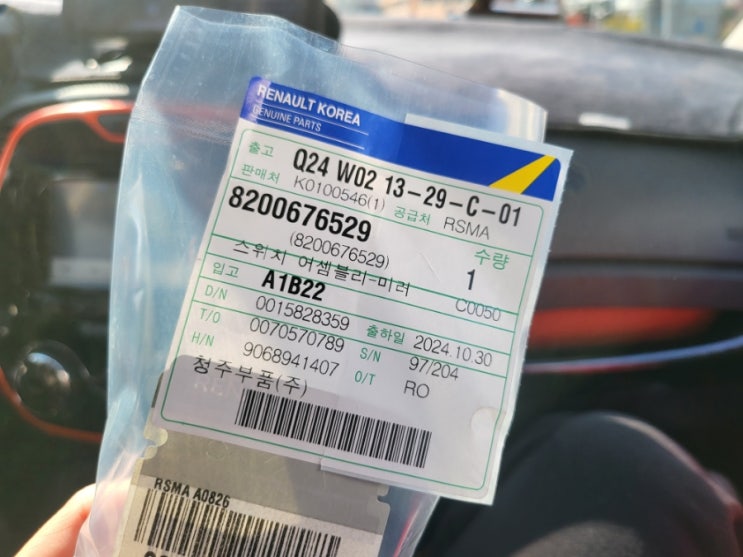 RENAULT KOREA
GENUINE PARTS
출고 Q24 W02 13-29-C-01
판매처 K0100546(1) 공급처 RSMA
8200676529 수량
(8200676529) 1
스위치 어셈블리-미러 C0050
입고 A1B22
D/N 0015828359 출하일 2024.10.30
T/O 0070570789 S/N 97/204
H/N 9068941407 O/T RO
청주부품(주)
RSMA A0826